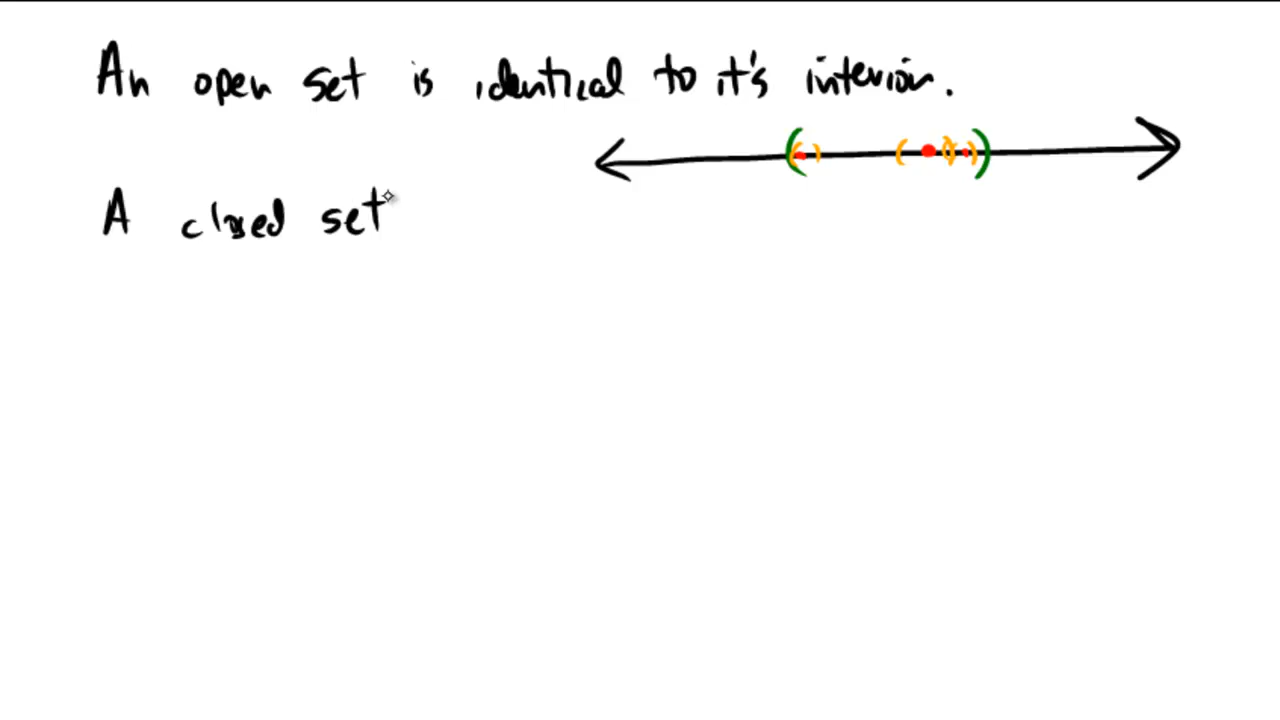 An open set is identical to it's interior.
A closed set